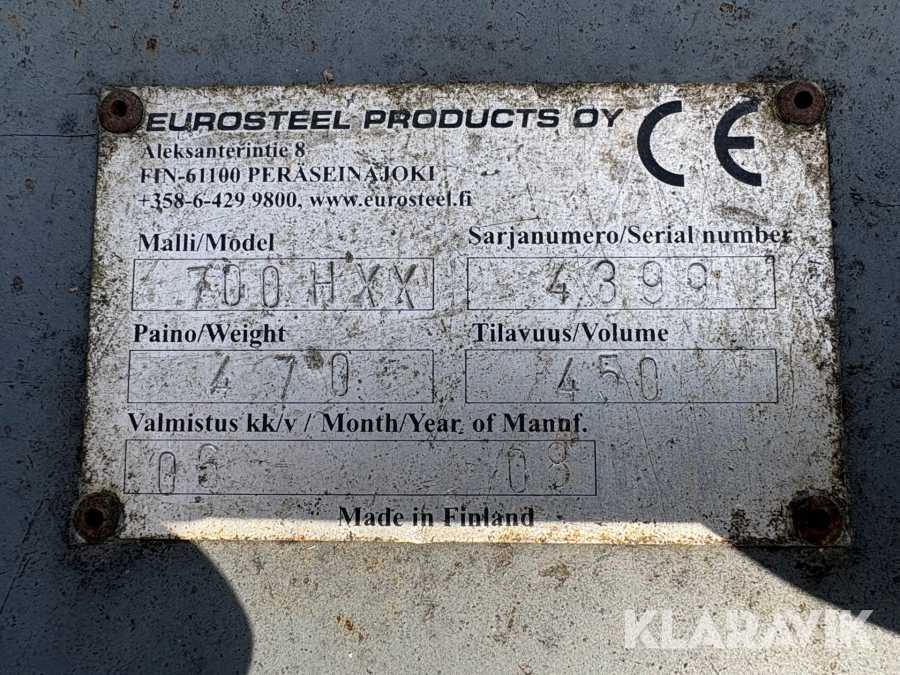 EUROSTEEL PRODUCTS OY CE
Aleksanterintie 8
FIN-61100 PERÄSEINÄJOKI
+358-6-429 9800, www.eurosteel.fi
Malli/Model Sarjanumero/Serial number
700HXX 4399
Paino/Weight Tilavuus/Volume
470 450
Valmistus kk/v / Month/Year of Manuf.
06 08
Made in Finland
KLARAVIK